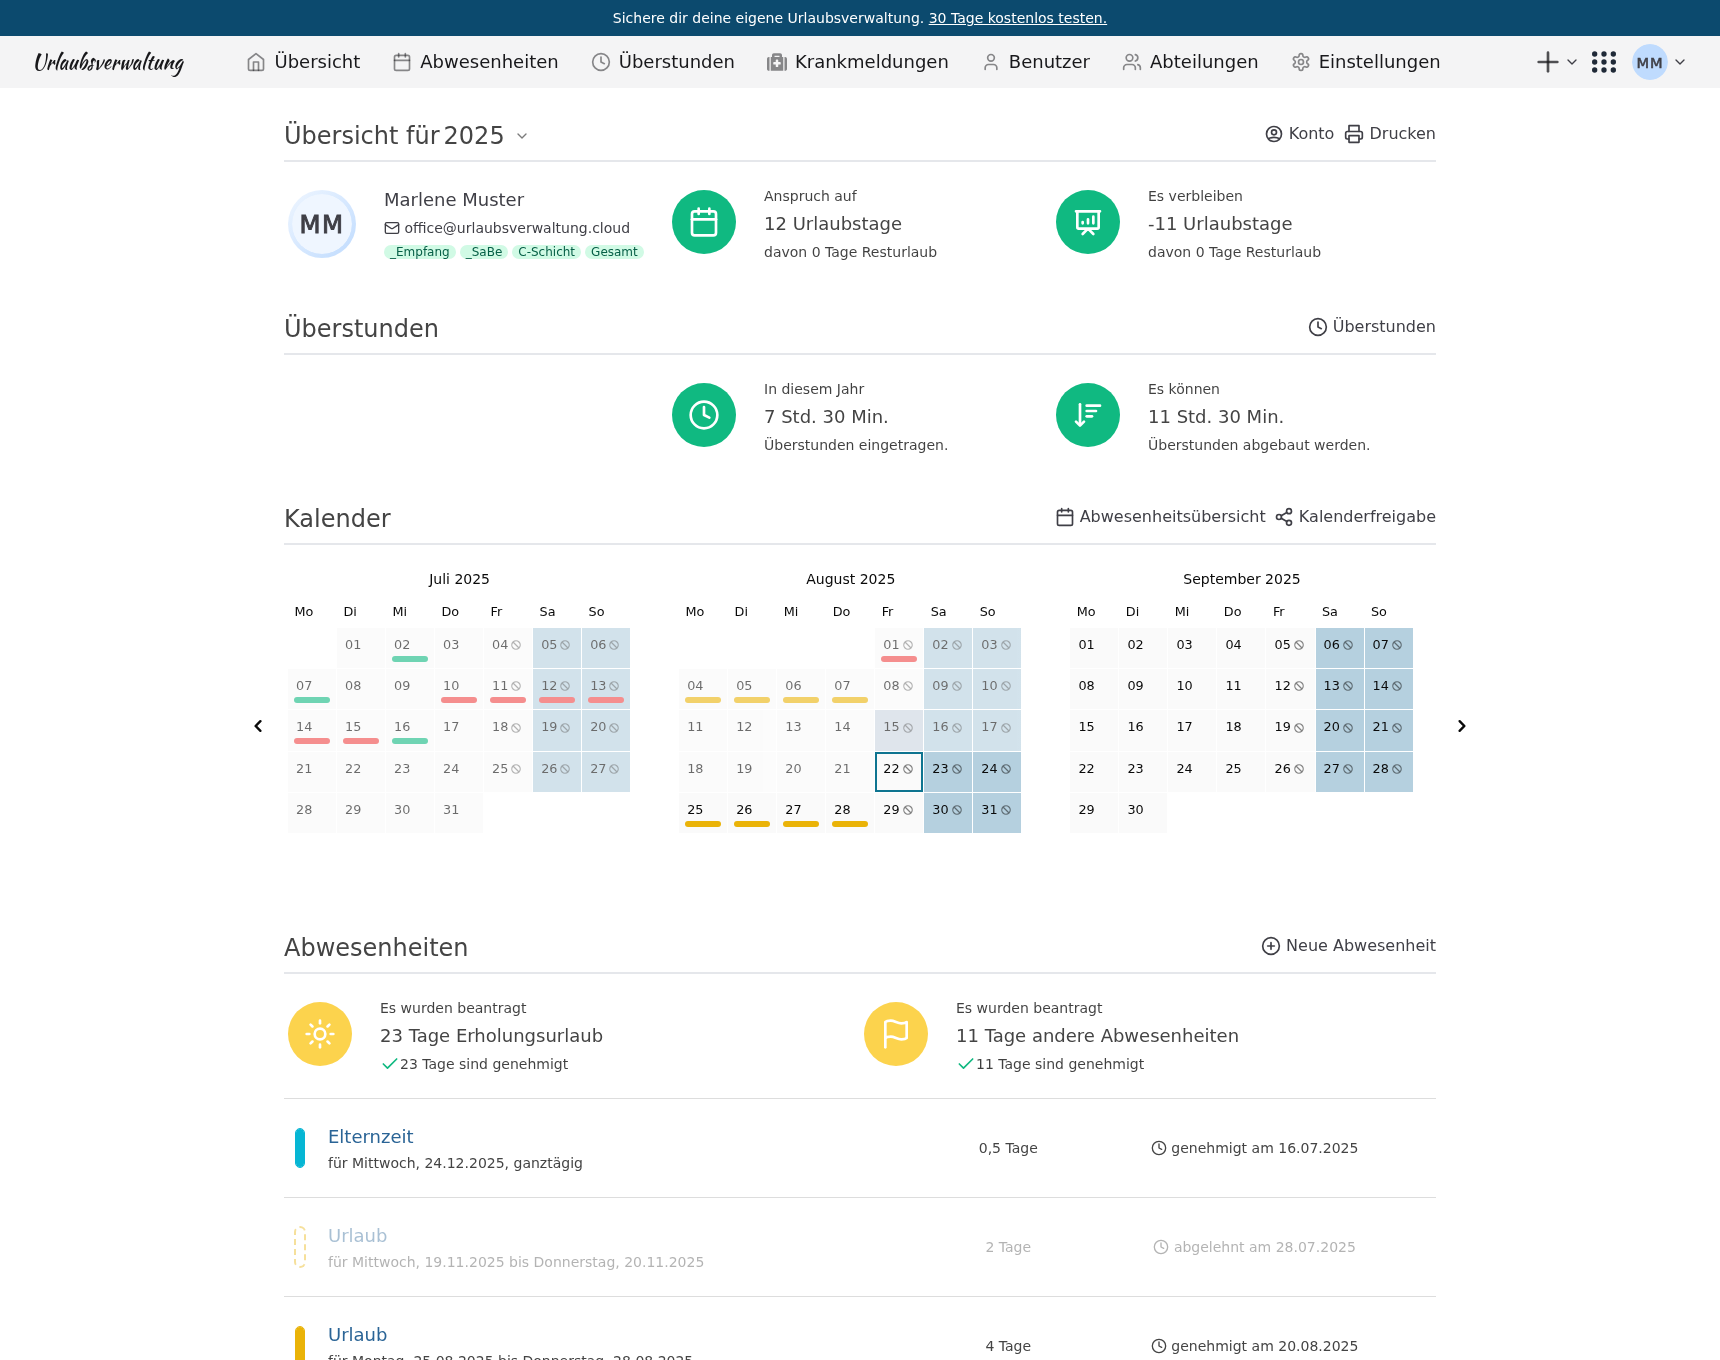 Sichere dir deine eigene Urlaubsverwaltung. 30 Tage kostenlos testen.
Urlaubsverwaltung Übersicht Abwesenheiten Überstunden Krankmeldungen Benutzer Abteilungen Einstellungen MM
Übersicht für 2025 Konto Drucken
MM
Marlene Muster
office@urlaubsverwaltung.cloud
_Empfang _SaBe C-Schicht Gesamt
Anspruch auf
12 Urlaubstage
davon 0 Tage Resturlaub
Es verbleiben
-11 Urlaubstage
davon 0 Tage Resturlaub
Überstunden Überstunden
In diesem Jahr
7 Std. 30 Min.
Überstunden eingetragen.
Es können
11 Std. 30 Min.
Überstunden abgebaut werden.
Kalender Abwesenheitsübersicht Kalenderfreigabe
Juli 2025
Mo Di Mi Do Fr Sa So
01 02 03 04 05 06
07 08 09 10 11 12 13
14 15 16 17 18 19 20
21 22 23 24 25 26 27
28 29 30 31
August 2025
Mo Di Mi Do Fr Sa So
01 02 03
04 05 06 07 08 09 10
11 12 13 14 15 16 17
18 19 20 21 22 23 24
25 26 27 28 29 30 31
September 2025
Mo Di Mi Do Fr Sa So
01 02 03 04 05 06 07
08 09 10 11 12 13 14
15 16 17 18 19 20 21
22 23 24 25 26 27 28
29 30
Abwesenheiten Neue Abwesenheit
Es wurden beantragt
23 Tage Erholungsurlaub
23 Tage sind genehmigt
Es wurden beantragt
11 Tage andere Abwesenheiten
11 Tage sind genehmigt
Elternzeit
für Mittwoch, 24.12.2025, ganztägig
0,5 Tage
genehmigt am 16.07.2025
Urlaub
für Mittwoch, 19.11.2025 bis Donnerstag, 20.11.2025
2 Tage
abgelehnt am 28.07.2025
Urlaub
für Montag, 25.08.2025 bis Donnerstag, 28.08.2025
4 Tage
genehmigt am 20.08.2025